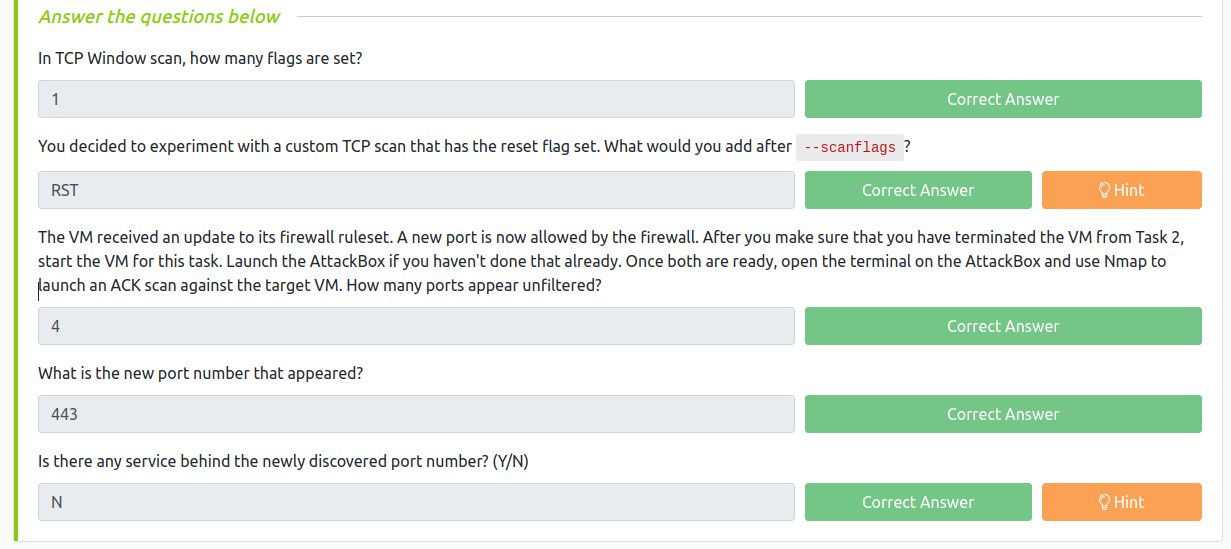 Answer the questions below
In TCP Window scan, how many flags are set?
1
Correct Answer
You decided to experiment with a custom TCP scan that has the reset flag set. What would you add after --scanflags ?
RST
Correct Answer
Hint
The VM received an update to its firewall ruleset. A new port is now allowed by the firewall. After you make sure that you have terminated the VM from Task 2,
start the VM for this task. Launch the AttackBox if you haven't done that already. Once both are ready, open the terminal on the AttackBox and use Nmap to
launch an ACK scan against the target VM. How many ports appear unfiltered?
4
Correct Answer
What is the new port number that appeared?
443
Correct Answer
Is there any service behind the newly discovered port number? (Y/N)
N
Correct Answer
Hint